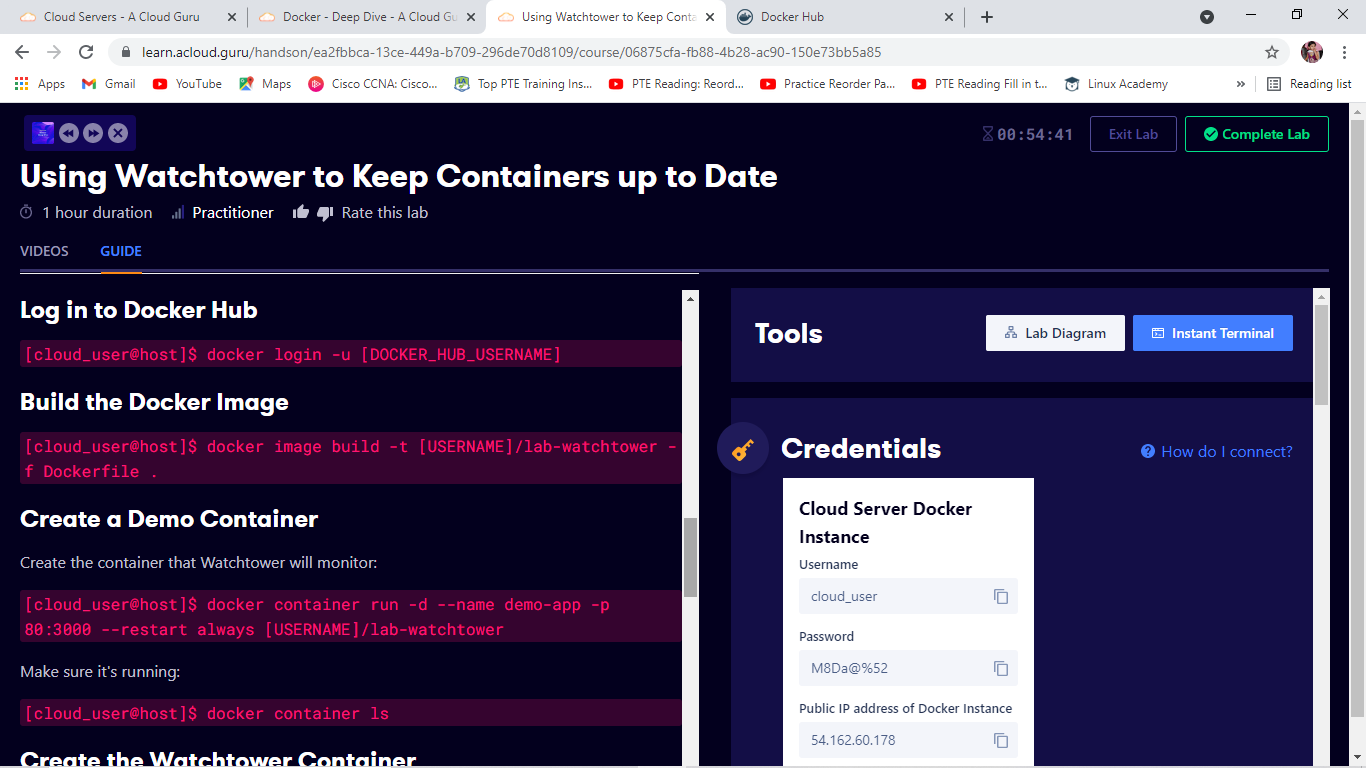 Cloud Servers - A Cloud Guru
Docker - Deep Dive - A Cloud Gu
Using Watchtower to Keep Conta
Docker Hub
learn.acloud.guru/handson/ea2fbbca-13ce-449a-b709-296de70d8109/course/06875cfa-fb88-4b28-ac90-150e73bb5a85
Apps
Gmail
YouTube
Maps
Cisco CCNA: Cisco...
Top PTE Training Ins...
PTE Reading: Reord...
Practice Reorder Pa...
PTE Reading Fill in t...
Linux Academy
»
Reading list
00:54:41
Exit Lab
Complete Lab
Using Watchtower to Keep Containers up to Date
1 hour duration
Practitioner
Rate this lab
VIDEOS
GUIDE
Log in to Docker Hub
[cloud_user@host]$ docker login -u [DOCKER_HUB_USERNAME]
Build the Docker Image
[cloud_user@host]$ docker image build -t [USERNAME]/lab-watchtower -
f Dockerfile .
Create a Demo Container
Create the container that Watchtower will monitor:
[cloud_user@host]$ docker container run -d --name demo-app -p
80:3000 --restart always [USERNAME]/lab-watchtower
Make sure it's running:
[cloud_user@host]$ docker container ls
Create the Watchtower Container
Tools
Lab Diagram
Instant Terminal
Credentials
How do I connect?
Cloud Server Docker
Instance
Username
cloud_user
Password
M8Da@%52
Public IP address of Docker Instance
54.162.60.178